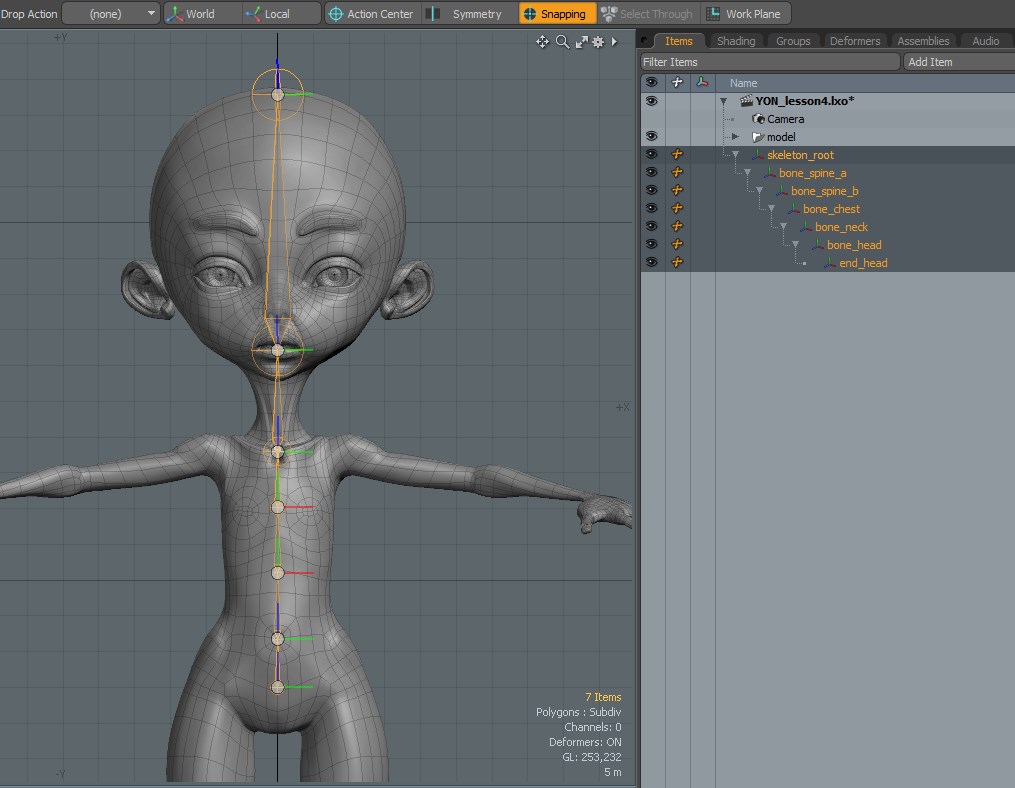 Drop Action (none) World Local Action Center Symmetry Snapping Select Through Work Plane
+Y
Items Shading Groups Deformers Assemblies Audio
Filter Items Add Item
Name
YON_lesson4.lxo*
Camera
model
skeleton_root
bone_spine_a
bone_spine_b
bone_chest
bone_neck
bone_head
end_head
+X
7 Items
Polygons : Subdiv
Channels: 0
Deformers: ON
GL: 253,232
5 m
-Y